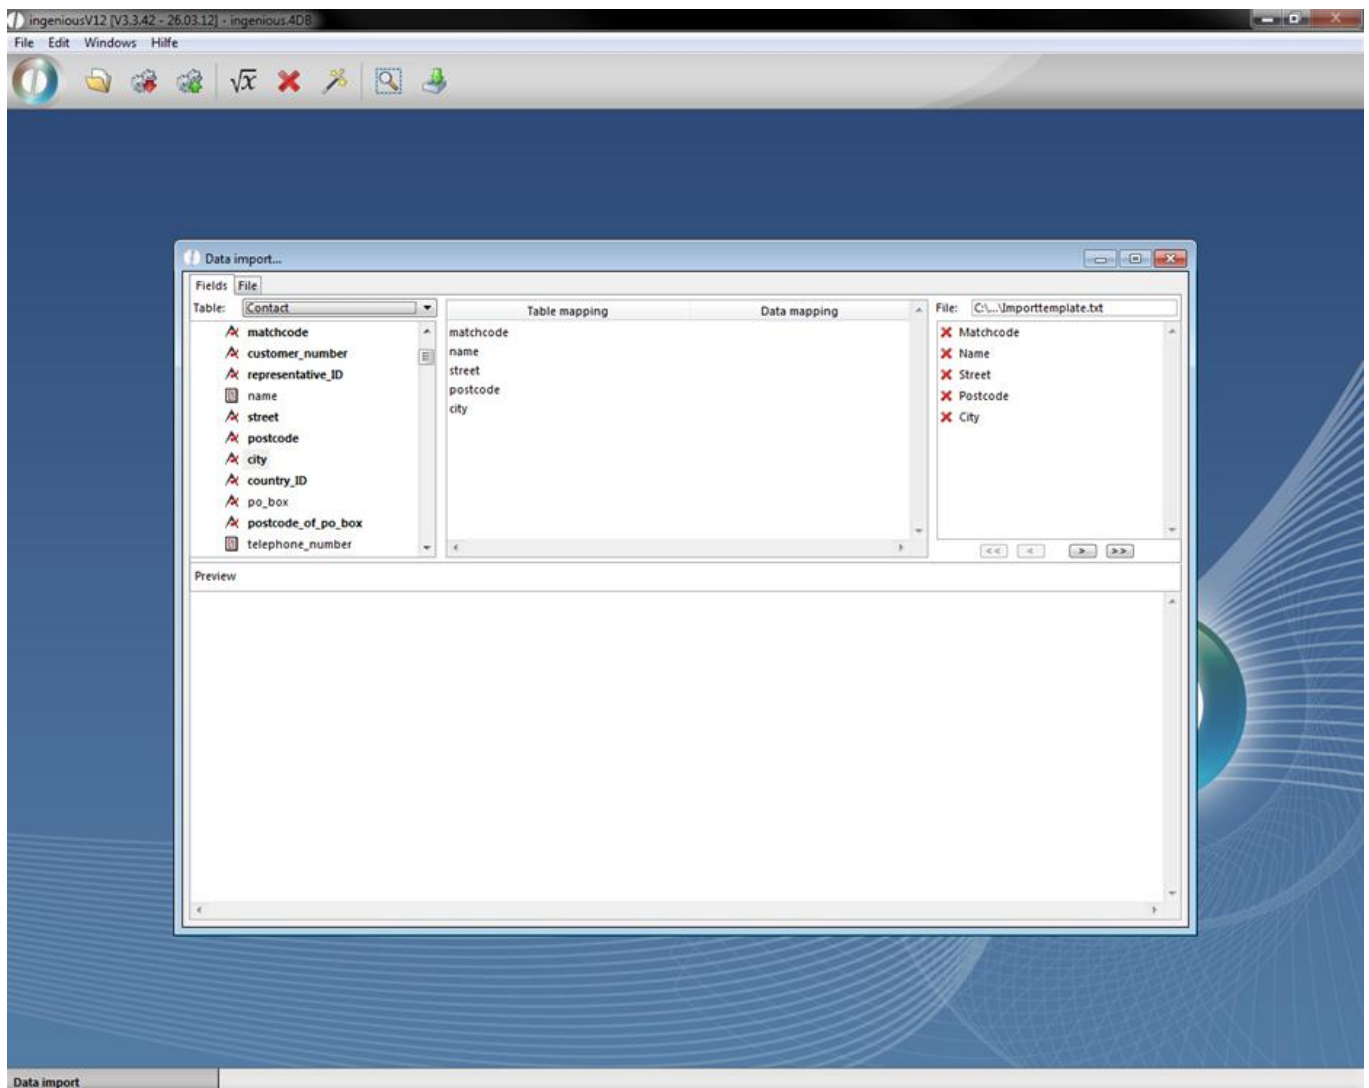 ingeniousV12 [V3.3.42 - 26.03.12] - ingenious.4DB
File Edit Windows Hilfe
√x
Data import...
Fields File
Table: Contact
Table mapping Data mapping
File: C:\...\Importtemplate.txt
matchcode
customer_number
representative_ID
name
street
postcode
city
country_ID
po_box
postcode_of_po_box
telephone_number
matchcode
name
street
postcode
city
Matchcode
Name
Street
Postcode
City
<< < > >>
Preview
Data import